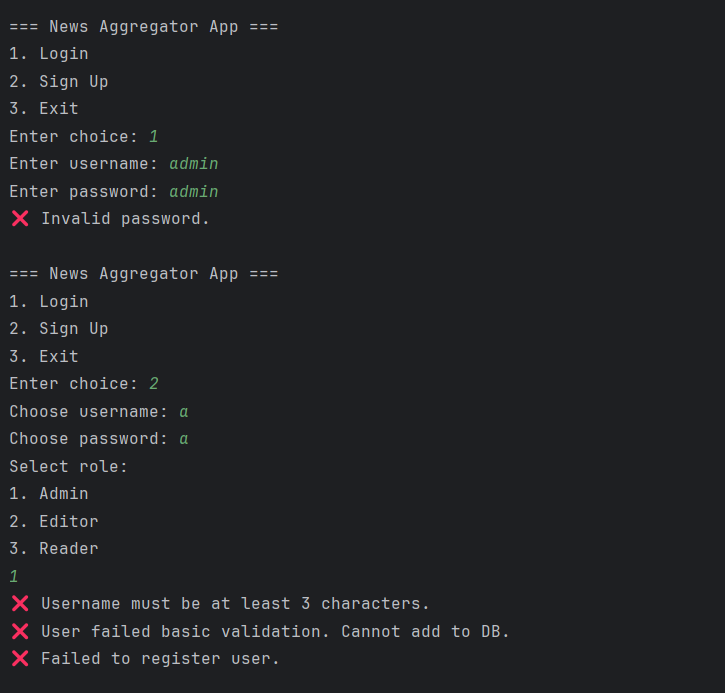 === News Aggregator App ===
1. Login
2. Sign Up
3. Exit
Enter choice: 1
Enter username: admin
Enter password: admin
❌ Invalid password.

=== News Aggregator App ===
1. Login
2. Sign Up
3. Exit
Enter choice: 2
Choose username: a
Choose password: a
Select role:
1. Admin
2. Editor
3. Reader
1
❌ Username must be at least 3 characters.
❌ User failed basic validation. Cannot add to DB.
❌ Failed to register user.